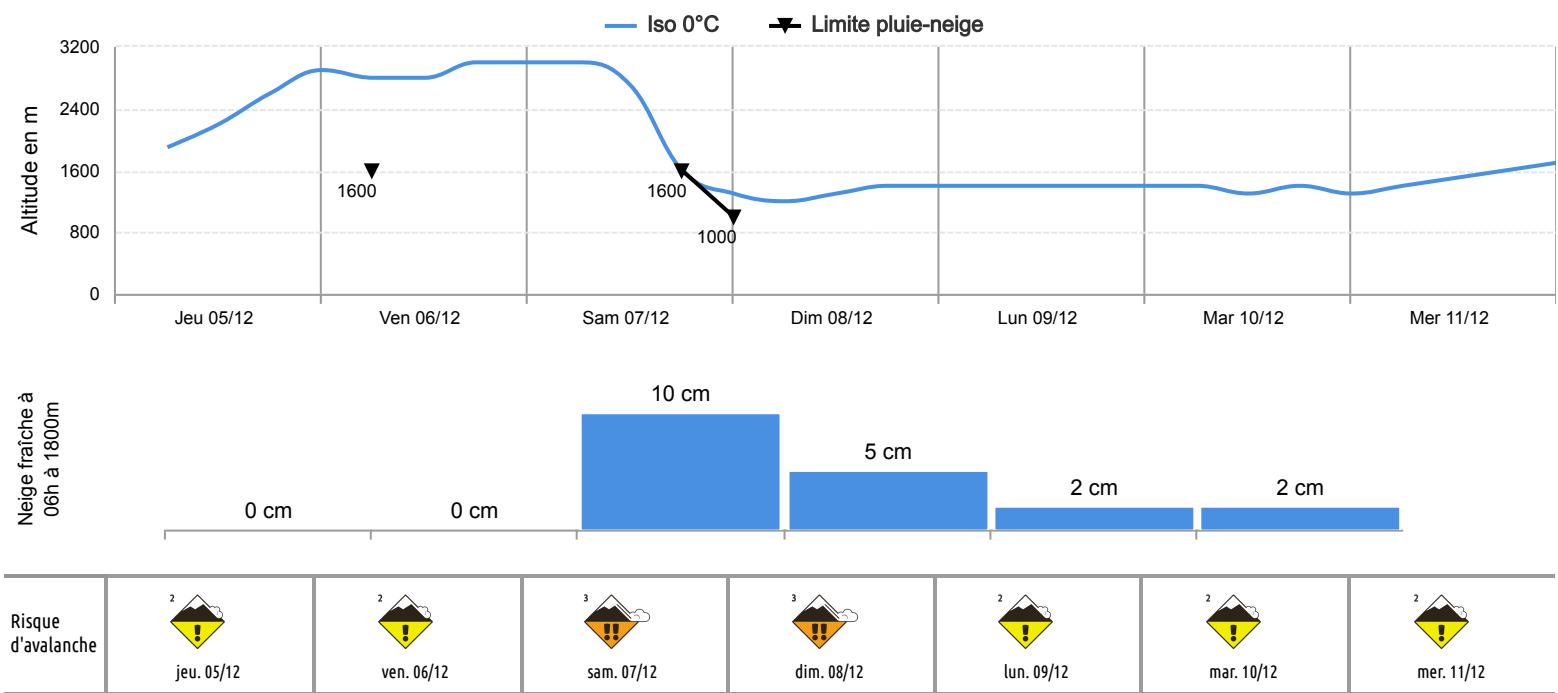 Iso 0°C Limite pluie-neige
Altitude en m
3200
2400
1600
800
0
1600
1600
1000
Jeu 05/12 Ven 06/12 Sam 07/12 Dim 08/12 Lun 09/12 Mar 10/12 Mer 11/12
Neige fraîche à
06h à 1800m
0 cm 0 cm 10 cm 5 cm 2 cm 2 cm
Risque
d'avalanche
2 2 3 3 2 2 2
! ! !! !! ! ! !
jeu. 05/12 ven. 06/12 sam. 07/12 dim. 08/12 lun. 09/12 mar. 10/12 mer. 11/12